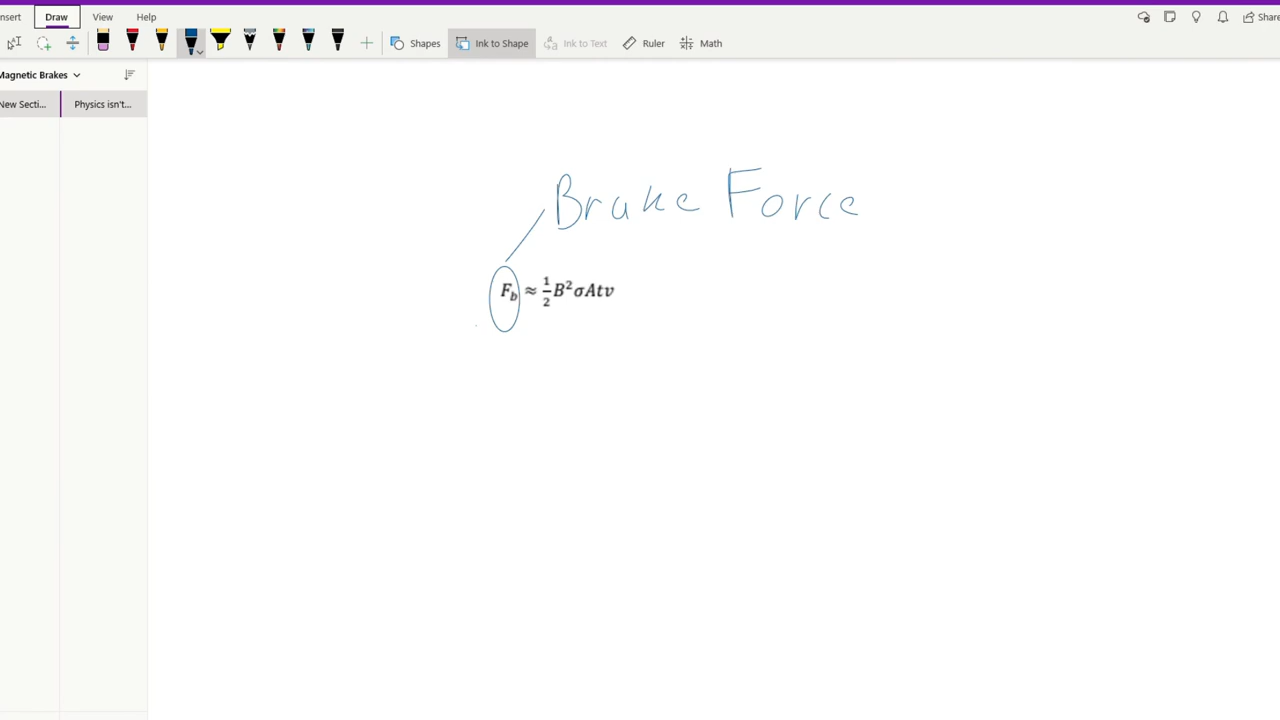 nsert Draw View Help
Share
Shapes Ink to Shape Ink to Text Ruler Math
Magnetic Brakes
New Secti... Physics isn't...
Brake Force
F_b ≈ 1/2 B²σAtv